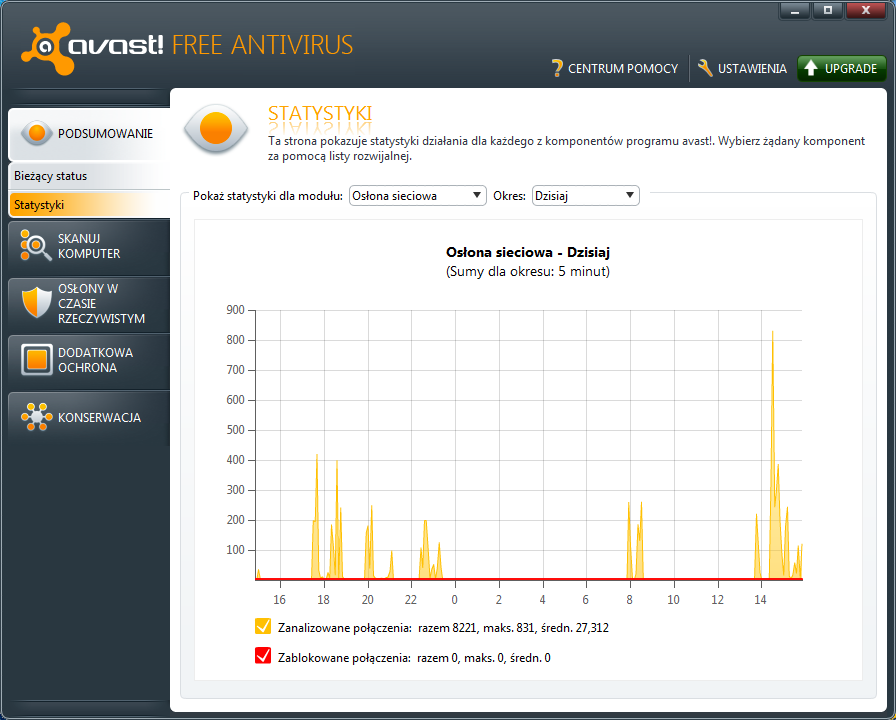 avast! FREE ANTIVIRUS
CENTRUM POMOCY
USTAWIENIA
UPGRADE
PODSUMOWANIE
Bieżący status
Statystyki
SKANUJ
KOMPUTER
OSŁONY W
CZASIE
RZECZYWISTYM
DODATKOWA
OCHRONA
KONSERWACJA
STATYSTYKI
Ta strona pokazuje statystyki działania dla każdego z komponentów programu avast!. Wybierz żądany komponent
za pomocą listy rozwijalnej.
Pokaż statystyki dla modułu: Osłona sieciowa Okres: Dzisiaj
Osłona sieciowa - Dzisiaj
(Sumy dla okresu: 5 minut)
900
800
700
600
500
400
300
200
100
16 18 20 22 0 2 4 6 8 10 12 14
Zanalizowane połączenia: razem 8221, maks. 831, średn. 27,312
Zablokowane połączenia: razem 0, maks. 0, średn. 0